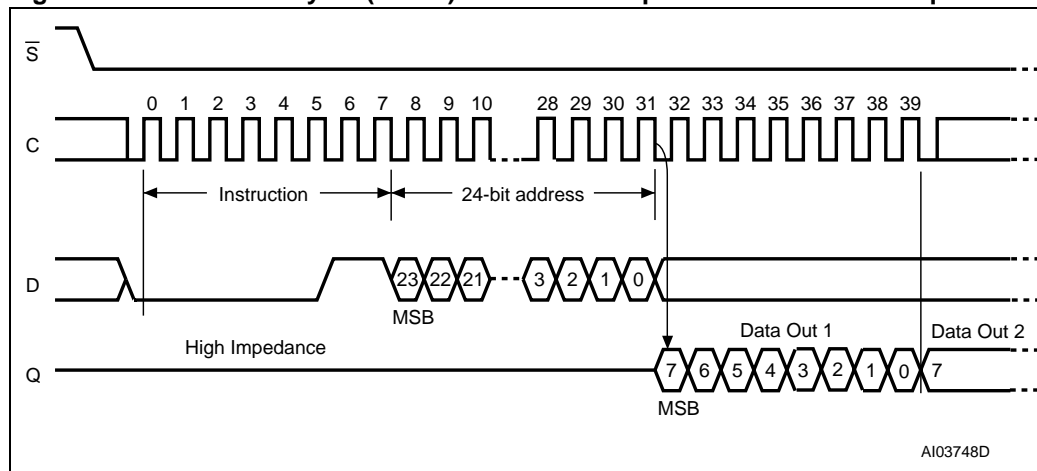 S
0 1 2 3 4 5 6 7 8 9 10 28 29 30 31 32 33 34 35 36 37 38 39
C
Instruction 24-bit address
D 23 22 21 3 2 1 0
MSB
High Impedance Data Out 1 Data Out 2
Q 7 6 5 4 3 2 1 0 7
MSB
AI03748D